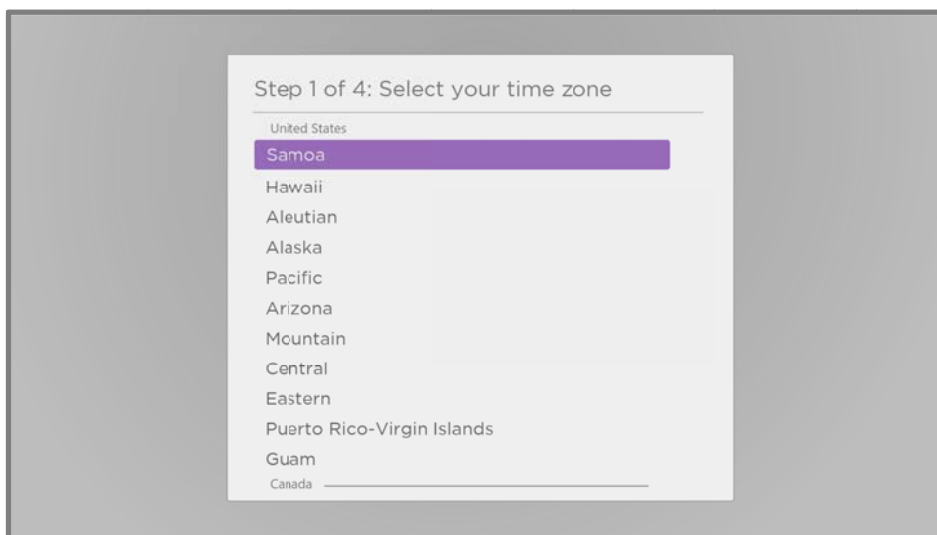 Step 1 of 4: Select your time zone
United States
Samoa
Hawaii
Aleutian
Alaska
Pacific
Arizona
Mountain
Central
Eastern
Puerto Rico-Virgin Islands
Guam
Canada